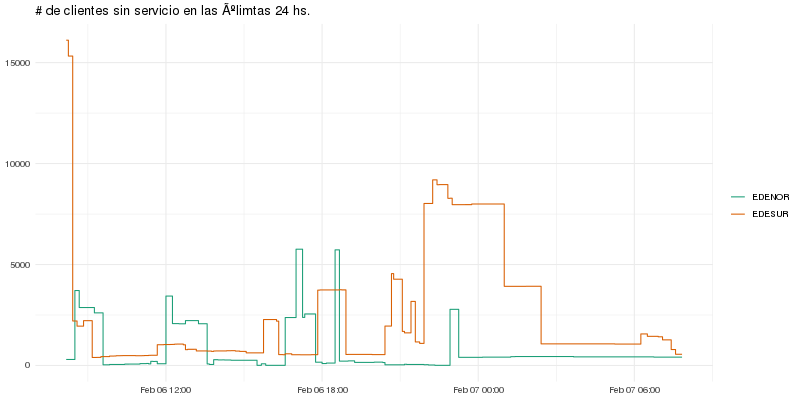 # de clientes sin servicio en las Ãºlimtas 24 hs.
15000
10000
5000
0
Feb 06 12:00
Feb 06 18:00
Feb 07 00:00
Feb 07 06:00
EDENOR
EDESUR